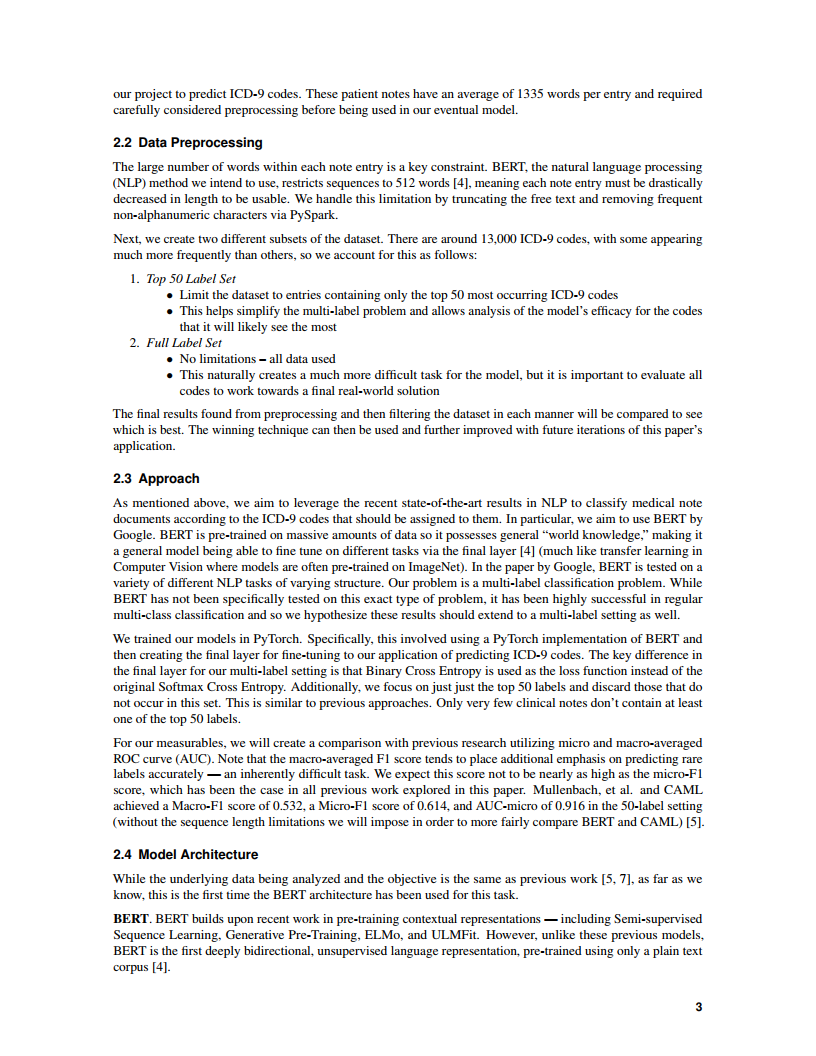 our project to predict ICD-9 codes. These patient notes have an average of 1335 words per entry and required
carefully considered preprocessing before being used in our eventual model.
2.2 Data Preprocessing
The large number of words within each note entry is a key constraint. BERT, the natural language processing
(NLP) method we intend to use, restricts sequences to 512 words [4], meaning each note entry must be drastically
decreased in length to be usable. We handle this limitation by truncating the free text and removing frequent
non-alphanumeric characters via PySpark.
Next, we create two different subsets of the dataset. There are around 13,000 ICD-9 codes, with some appearing
much more frequently than others, so we account for this as follows:
1. Top 50 Label Set
• Limit the dataset to entries containing only the top 50 most occurring ICD-9 codes
• This helps simplify the multi-label problem and allows analysis of the model's efficacy for the codes
that it will likely see the most
2. Full Label Set
• No limitations – all data used
• This naturally creates a much more difficult task for the model, but it is important to evaluate all
codes to work towards a final real-world solution
The final results found from preprocessing and then filtering the dataset in each manner will be compared to see
which is best. The winning technique can then be used and further improved with future iterations of this paper's
application.
2.3 Approach
As mentioned above, we aim to leverage the recent state-of-the-art results in NLP to classify medical note
documents according to the ICD-9 codes that should be assigned to them. In particular, we aim to use BERT by
Google. BERT is pre-trained on massive amounts of data so it possesses general “world knowledge,” making it
a general model being able to fine tune on different tasks via the final layer [4] (much like transfer learning in
Computer Vision where models are often pre-trained on ImageNet). In the paper by Google, BERT is tested on a
variety of different NLP tasks of varying structure. Our problem is a multi-label classification problem. While
BERT has not been specifically tested on this exact type of problem, it has been highly successful in regular
multi-class classification and so we hypothesize these results should extend to a multi-label setting as well.
We trained our models in PyTorch. Specifically, this involved using a PyTorch implementation of BERT and
then creating the final layer for fine-tuning to our application of predicting ICD-9 codes. The key difference in
the final layer for our multi-label setting is that Binary Cross Entropy is used as the loss function instead of the
original Softmax Cross Entropy. Additionally, we focus on just just the top 50 labels and discard those that do
not occur in this set. This is similar to previous approaches. Only very few clinical notes don't contain at least
one of the top 50 labels.
For our measurables, we will create a comparison with previous research utilizing micro and macro-averaged
ROC curve (AUC). Note that the macro-averaged F1 score tends to place additional emphasis on predicting rare
labels accurately — an inherently difficult task. We expect this score not to be nearly as high as the micro-F1
score, which has been the case in all previous work explored in this paper. Mullenbach, et al. and CAML
achieved a Macro-F1 score of 0.532, a Micro-F1 score of 0.614, and AUC-micro of 0.916 in the 50-label setting
(without the sequence length limitations we will impose in order to more fairly compare BERT and CAML) [5].
2.4 Model Architecture
While the underlying data being analyzed and the objective is the same as previous work [5, 7], as far as we
know, this is the first time the BERT architecture has been used for this task.
BERT. BERT builds upon recent work in pre-training contextual representations — including Semi-supervised
Sequence Learning, Generative Pre-Training, ELMo, and ULMFit. However, unlike these previous models,
BERT is the first deeply bidirectional, unsupervised language representation, pre-trained using only a plain text
corpus [4].
3